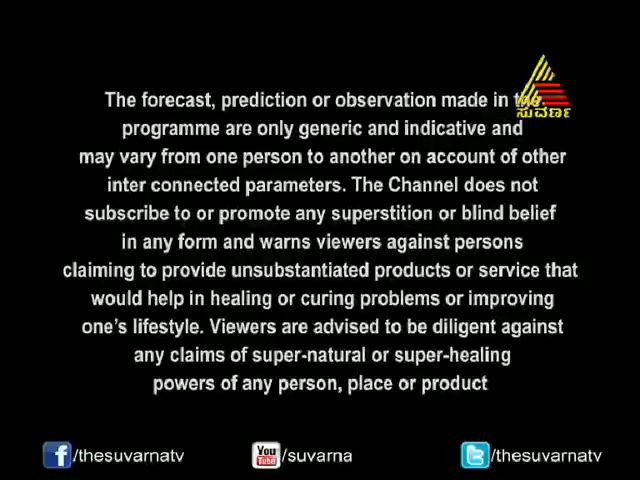 The forecast, prediction or observation made in the
ಸುವರ್ಣ
programme are only generic and indicative and
may vary from one person to another on account of other
inter connected parameters. The Channel does not
subscribe to or promote any superstition or blind belief
in any form and warns viewers against persons
claiming to provide unsubstantiated products or service that
would help in healing or curing problems or improving
one's lifestyle. Viewers are advised to be diligent against
any claims of super-natural or super-healing
powers of any person, place or product
f /thesuvarnatv
You Tube /suvarna
/thesuvarnatv